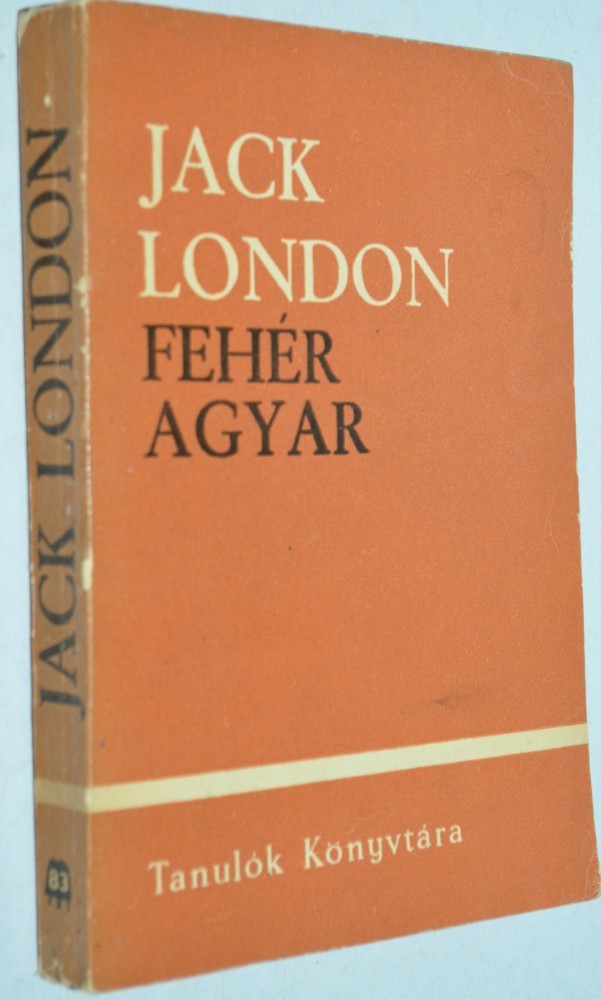 JACK
LONDON
FEHÉR
AGYAR
Tanulók Könyvtára
JACK LONDON
83